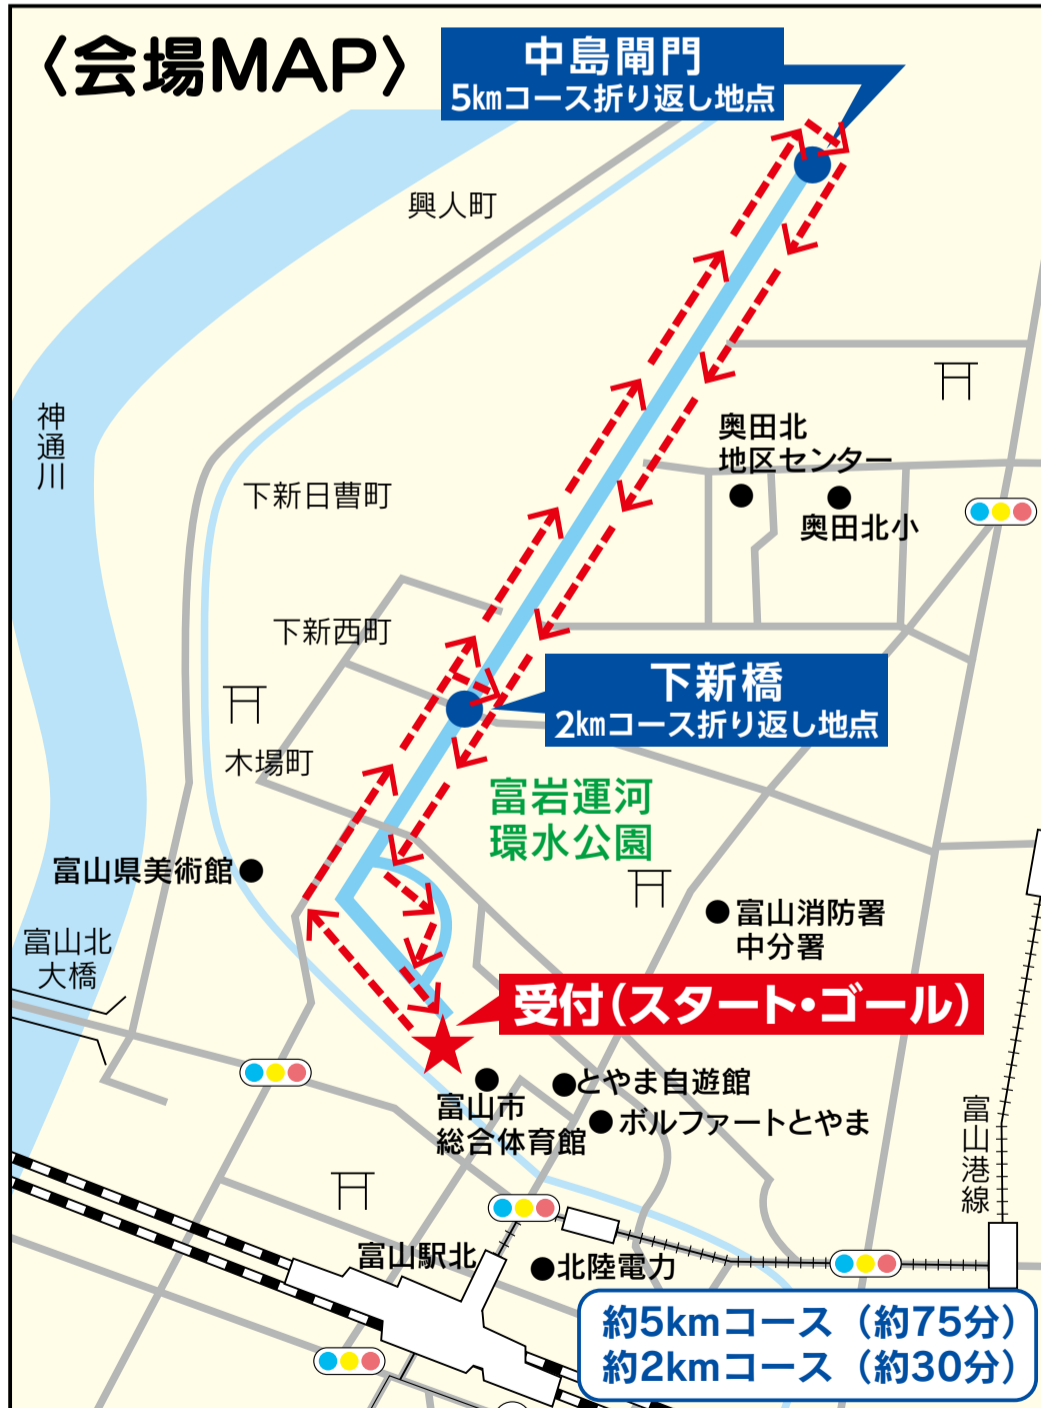 〈会場MAP〉
中島閘門
5㎞コース折り返し地点
興人町
神通川
奥田北
地区センター
奥田北小
下新日曹町
下新西町
下新橋
2㎞コース折り返し地点
木場町
富岩運河
環水公園
富山県美術館
富山消防署
中分署
富山北
大橋
受付(スタート・ゴール)
とやま自遊館
富山市
総合体育館
ボルファートとやま
富山港線
富山駅北
北陸電力
約5kmコース（約75分）
約2kmコース（約30分）